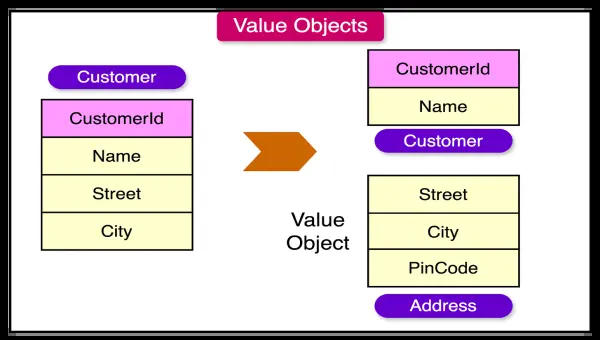 Value Objects
Customer
CustomerId
Name
Street
City
CustomerId
Name
Customer
Value
Object
Street
City
PinCode
Address